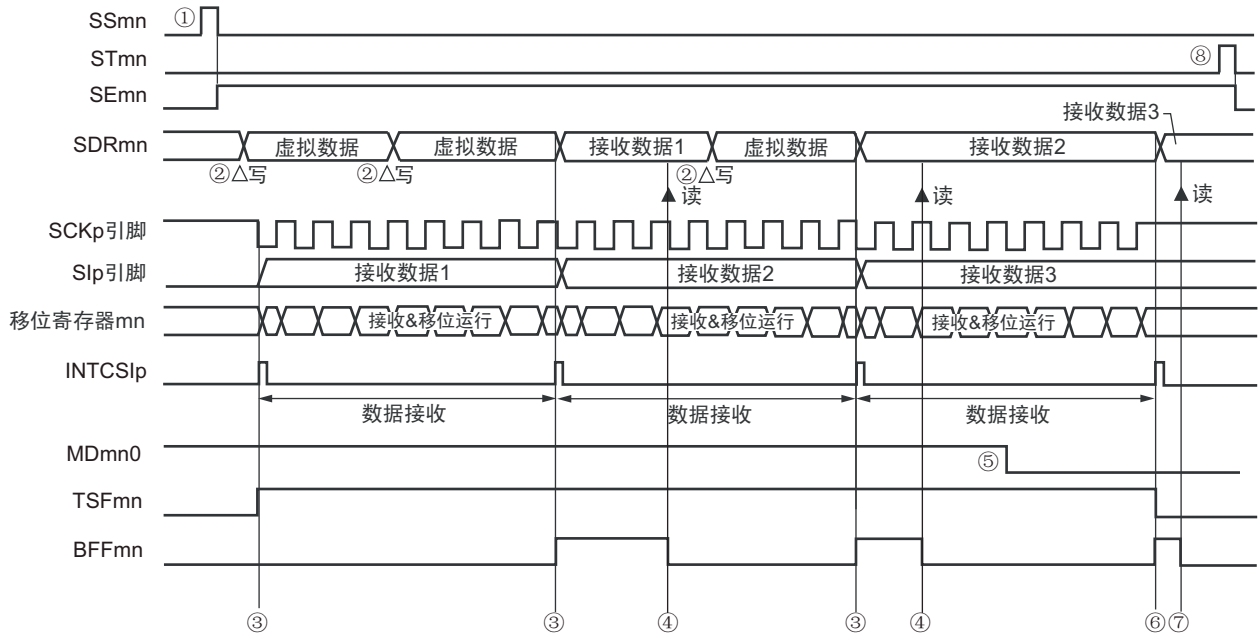 SSmn ①
STmn ⑧
SEmn
接收数据3
SDRmn 虚拟数据 虚拟数据 接收数据1 虚拟数据 接收数据2
②△写 ②△写 ②△写
▲读 ▲读 ▲读
SCKp引脚
SIp引脚 接收数据1 接收数据2 接收数据3
移位寄存器mn 接收&移位运行 接收&移位运行 接收&移位运行
INTCSIp
数据接收 数据接收 数据接收
MDmn0 ⑤
TSFmn
BFFmn
③ ③ ④ ③ ④ ⑥ ⑦